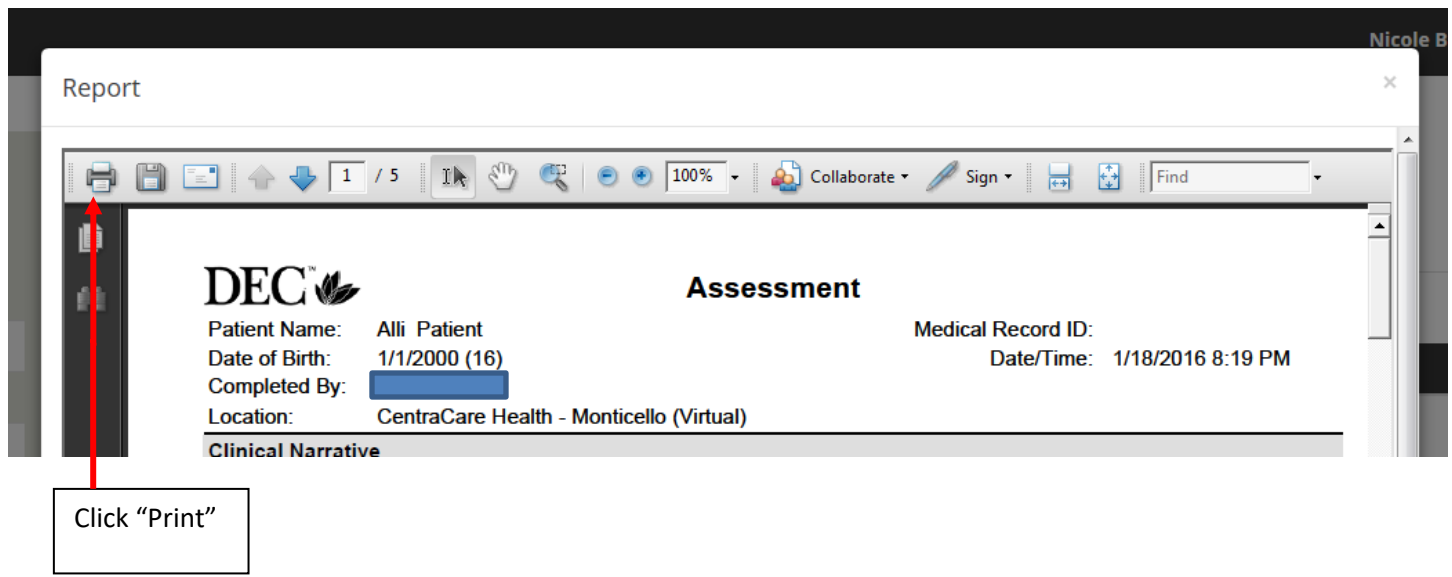 Nicole B
Report ×
1 / 5 100% Collaborate Sign Find
DEC™ Assessment
Patient Name: Alli Patient Medical Record ID:
Date of Birth: 1/1/2000 (16) Date/Time: 1/18/2016 8:19 PM
Completed By:
Location: CentraCare Health - Monticello (Virtual)
Clinical Narrative
Click “Print”